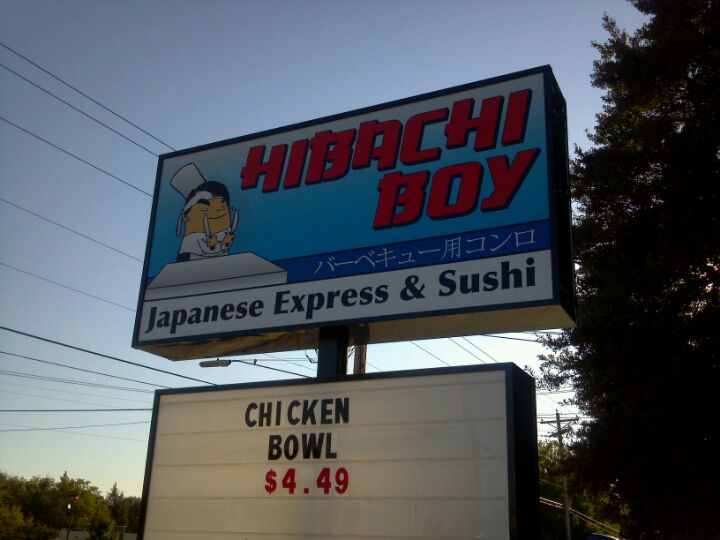 HIBACHI
BOY
バーベキュー用コンロ
Japanese Express & Sushi
CHICKEN
BOWL
$4.49